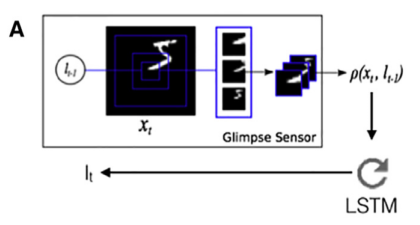 A
l_{t-1}
x_t
Glimpse Sensor
ρ(x_t, l_{t-1})
l_t
LSTM